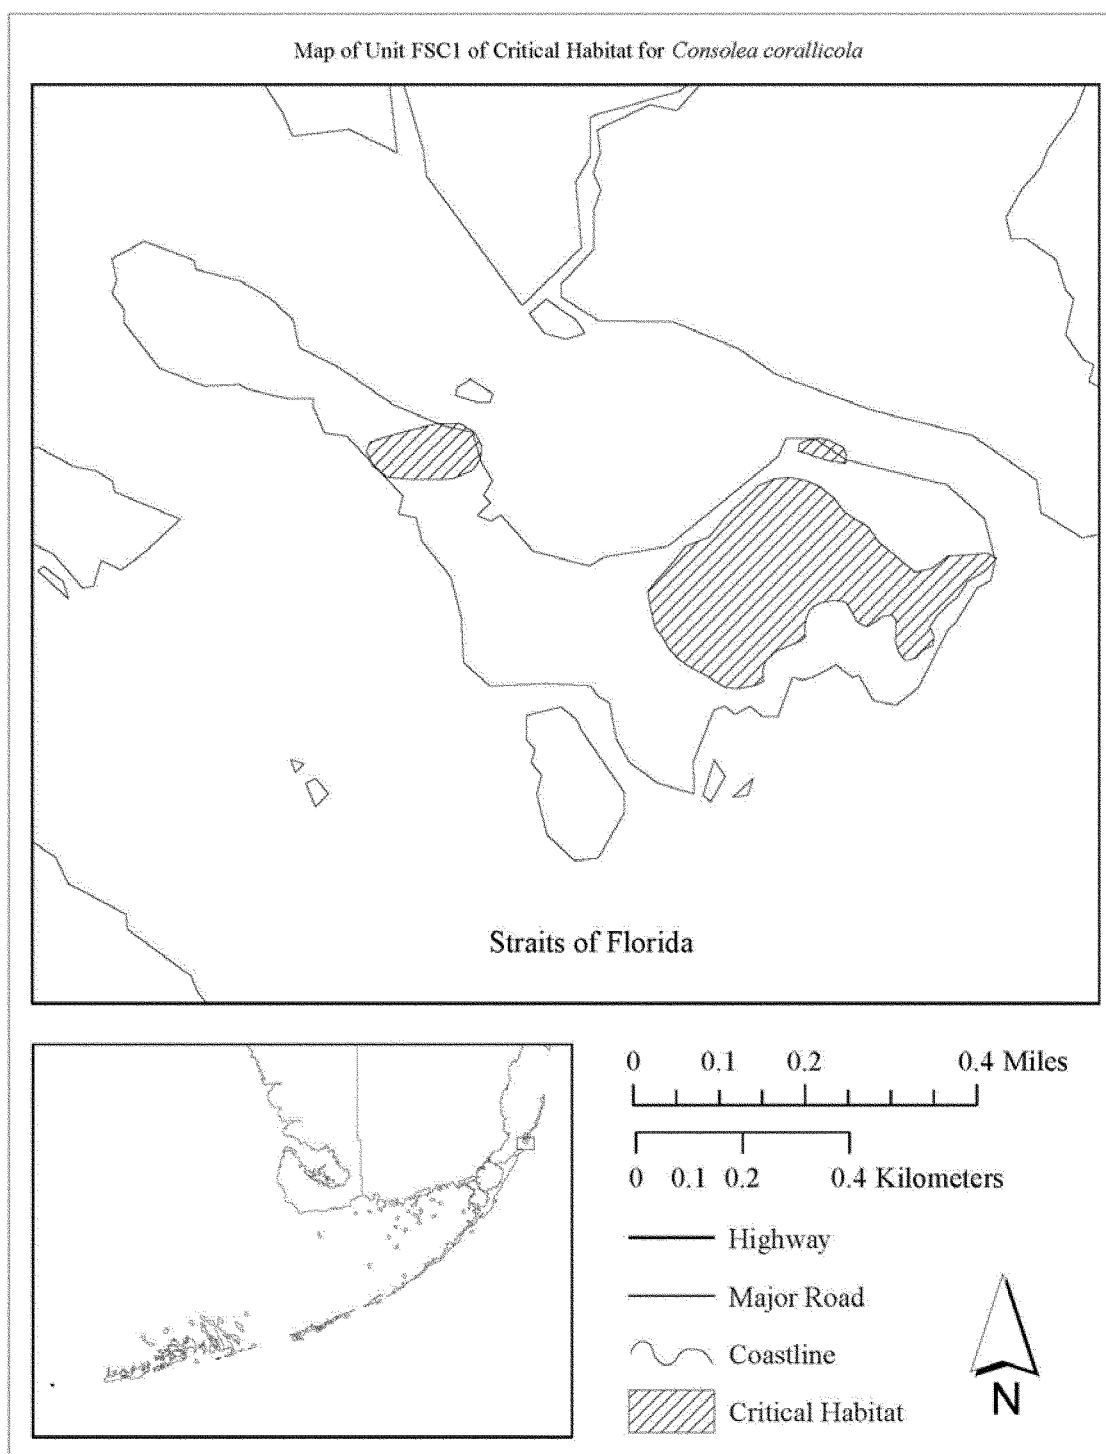 Map of Unit FSC1 of Critical Habitat for Consolea corallicola
Straits of Florida
0 0.1 0.2 0.4 Miles
0 0.1 0.2 0.4 Kilometers
Highway
Major Road
Coastline
Critical Habitat
N